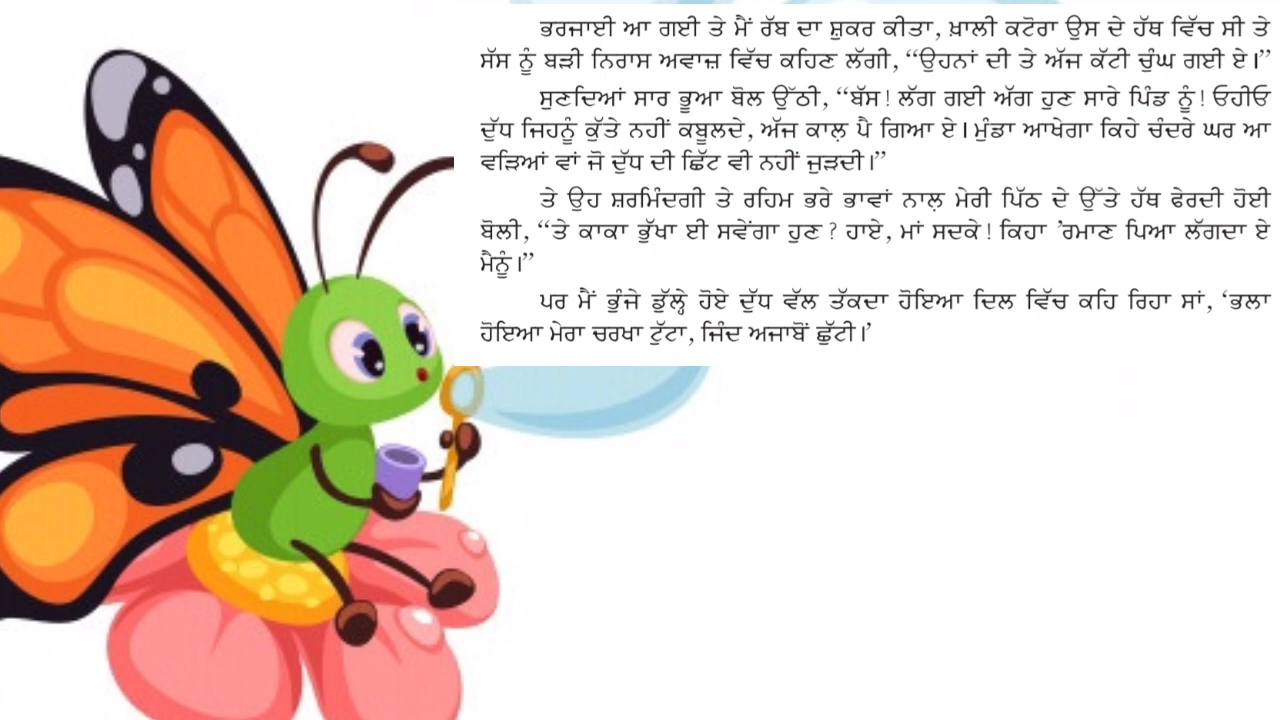 ਭਰਜਾਈ ਆ ਗਈ ਤੇ ਮੈਂ ਰੱਬ ਦਾ ਸ਼ੁਕਰ ਕੀਤਾ, ਖ਼ਾਲੀ ਕਟੋਰਾ ਉਸ ਦੇ ਹੱਥ ਵਿੱਚ ਸੀ ਤੇ
ਸੱਸ ਨੂੰ ਬੜੀ ਨਿਰਾਸ ਅਵਾਜ਼ ਵਿੱਚ ਕਹਿਣ ਲੱਗੀ, “ਉਹਨਾਂ ਦੀ ਤੇ ਅੱਜ ਕੱਟੀ ਚੁੰਘ ਗਈ ਏ।”
ਸੁਣਦਿਆਂ ਸਾਰ ਭੂਆ ਬੋਲ ਉੱਠੀ, “ਬੱਸ! ਲੱਗ ਗਈ ਅੱਗ ਹੁਣ ਸਾਰੇ ਪਿੰਡ ਨੂੰ! ਓਹੀਓ
ਦੁੱਧ ਜਿਹਨੂੰ ਕੁੱਤੇ ਨਹੀਂ ਕਬੂਲਦੇ, ਅੱਜ ਕਾਲ਼ ਪੈ ਗਿਆ ਏ। ਮੁੰਡਾ ਆਖੇਗਾ ਕਿਹੇ ਚੰਦਰੇ ਘਰ ਆ
ਵੜਿਆਂ ਵਾਂ ਜੋ ਦੁੱਧ ਦੀ ਛਿੱਟ ਵੀ ਨਹੀਂ ਜੁੜਦੀ।”
ਤੇ ਉਹ ਸ਼ਰਮਿੰਦਗੀ ਤੇ ਰਹਿਮ ਭਰੇ ਭਾਵਾਂ ਨਾਲ਼ ਮੇਰੀ ਪਿੱਠ ਦੇ ਉੱਤੇ ਹੱਥ ਫੇਰਦੀ ਹੋਈ
ਬੋਲੀ, “ਤੇ ਕਾਕਾ ਭੁੱਖਾ ਈ ਸਵੇਂਗਾ ਹੁਣ? ਹਾਏ, ਮਾਂ ਸਦਕੇ! ਕਿਹਾ ’ਰਮਾਣ ਪਿਆ ਲੱਗਦਾ ਏ
ਮੈਨੂੰ।”
ਪਰ ਮੈਂ ਭੁੰਜੇ ਡੁੱਲ੍ਹੇ ਹੋਏ ਦੁੱਧ ਵੱਲ ਤੱਕਦਾ ਹੋਇਆ ਦਿਲ ਵਿੱਚ ਕਹਿ ਰਿਹਾ ਸਾਂ, ‘ਭਲਾ
ਹੋਇਆ ਮੇਰਾ ਚਰਖਾ ਟੁੱਟਾ, ਜਿੰਦ ਅਜਾਬੋਂ ਛੁੱਟੀ।’